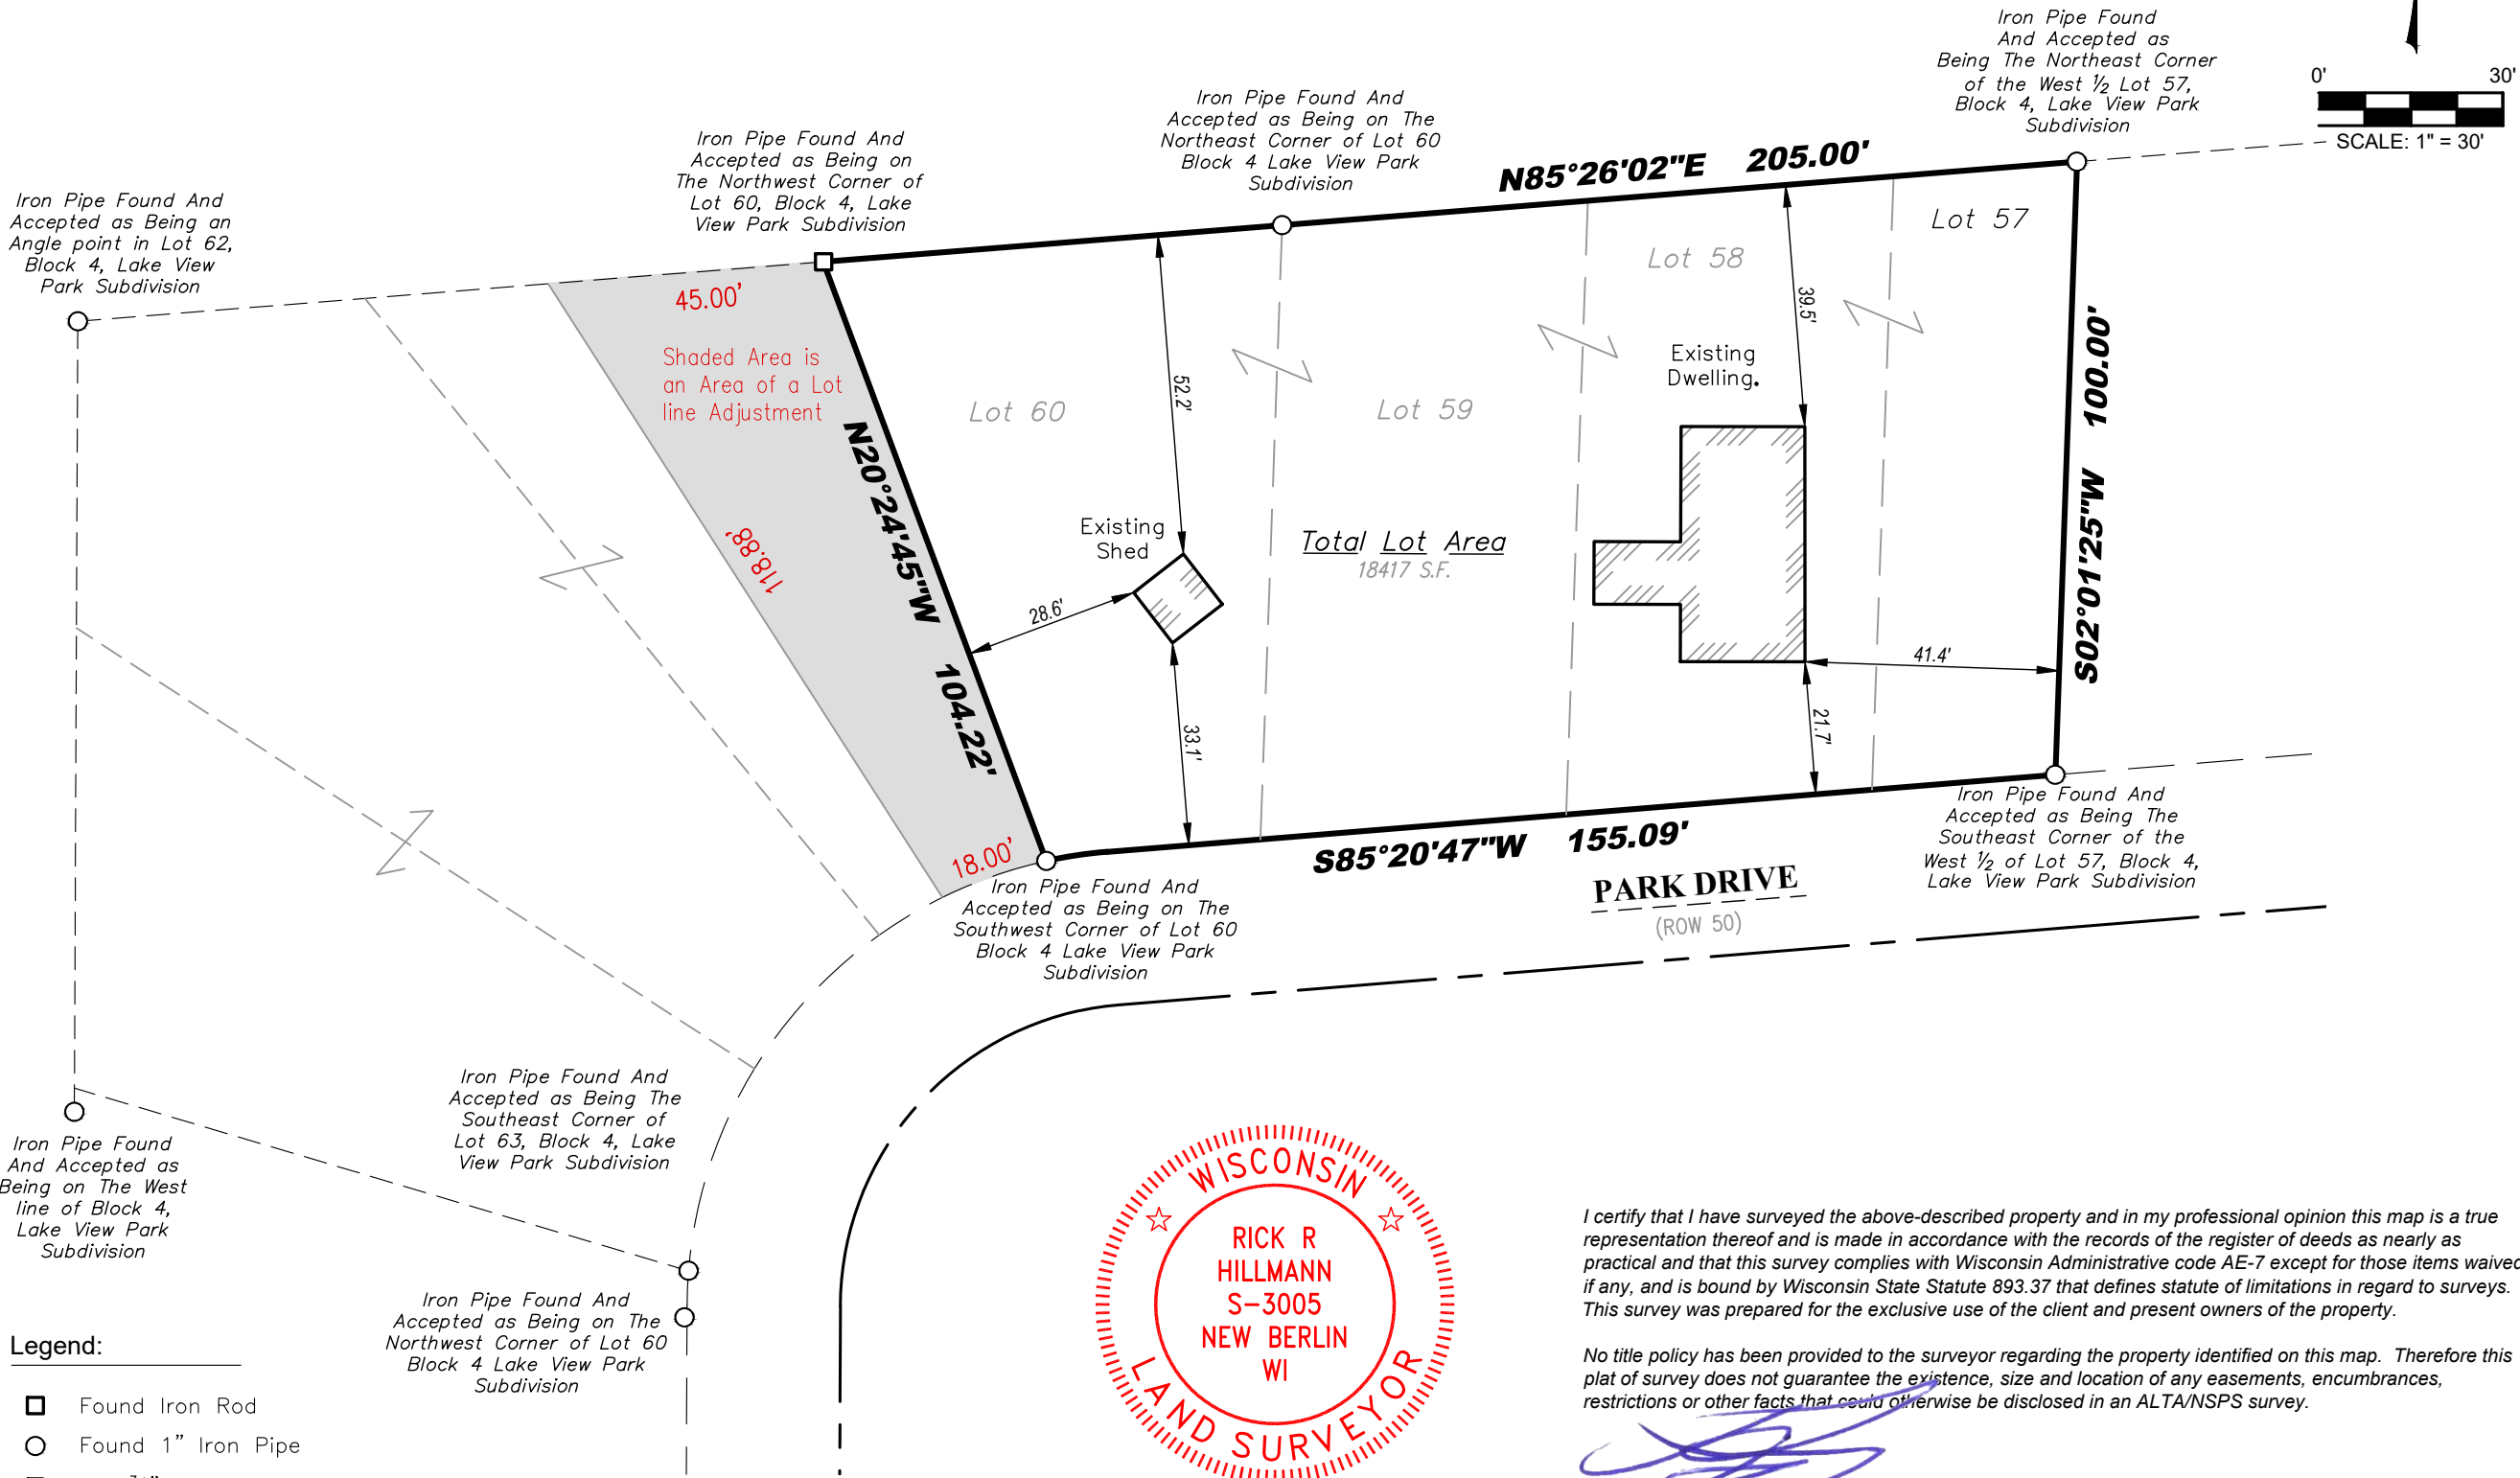 Iron Pipe Found
And Accepted as
Being The Northeast Corner
of the West ½ Lot 57,
Block 4, Lake View Park
Subdivision
0' 30'
SCALE: 1" = 30'
Iron Pipe Found And
Accepted as Being on The
Northeast Corner of Lot 60
Block 4 Lake View Park
Subdivision
Iron Pipe Found And
Accepted as Being on
The Northwest Corner of
Lot 60, Block 4, Lake
View Park Subdivision
Iron Pipe Found And
Accepted as Being an
Angle point in Lot 62,
Block 4, Lake View
Park Subdivision
N85°26'02"E 205.00'
Lot 57
Lot 58
39.5'
45.00'
Shaded Area is
an Area of a Lot
line Adjustment
N20°24'45"W 104.22'
118.88'
18.00'
Lot 60
52.2'
Lot 59
Existing
Dwelling.
S02°01'25"W 100.00'
Existing
Shed
28.6'
33.1'
Total Lot Area
18417 S.F.
41.4'
21.7'
S85°20'47"W 155.09'
PARK DRIVE
(ROW 50)
Iron Pipe Found And
Accepted as Being The
Southeast Corner of the
West ½ of Lot 57, Block 4,
Lake View Park Subdivision
Iron Pipe Found And
Accepted as Being on The
Southwest Corner of Lot 60
Block 4 Lake View Park
Subdivision
Iron Pipe Found And
Accepted as Being The
Southeast Corner of
Lot 63, Block 4, Lake
View Park Subdivision
Iron Pipe Found
And Accepted as
Being on The West
line of Block 4,
Lake View Park
Subdivision
Iron Pipe Found And
Accepted as Being on The
Northwest Corner of Lot 60
Block 4 Lake View Park
Subdivision
Legend:
Found Iron Rod
Found 1" Iron Pipe
WISCONSIN
RICK R
HILLMANN
S-3005
NEW BERLIN
WI
LAND SURVEYOR
I certify that I have surveyed the above-described property and in my professional opinion this map is a true
representation thereof and is made in accordance with the records of the register of deeds as nearly as
practical and that this survey complies with Wisconsin Administrative code AE-7 except for those items waived
if any, and is bound by Wisconsin State Statute 893.37 that defines statute of limitations in regard to surveys.
This survey was prepared for the exclusive use of the client and present owners of the property.
No title policy has been provided to the surveyor regarding the property identified on this map. Therefore this
plat of survey does not guarantee the existence, size and location of any easements, encumbrances,
restrictions or other facts that could otherwise be disclosed in an ALTA/NSPS survey.